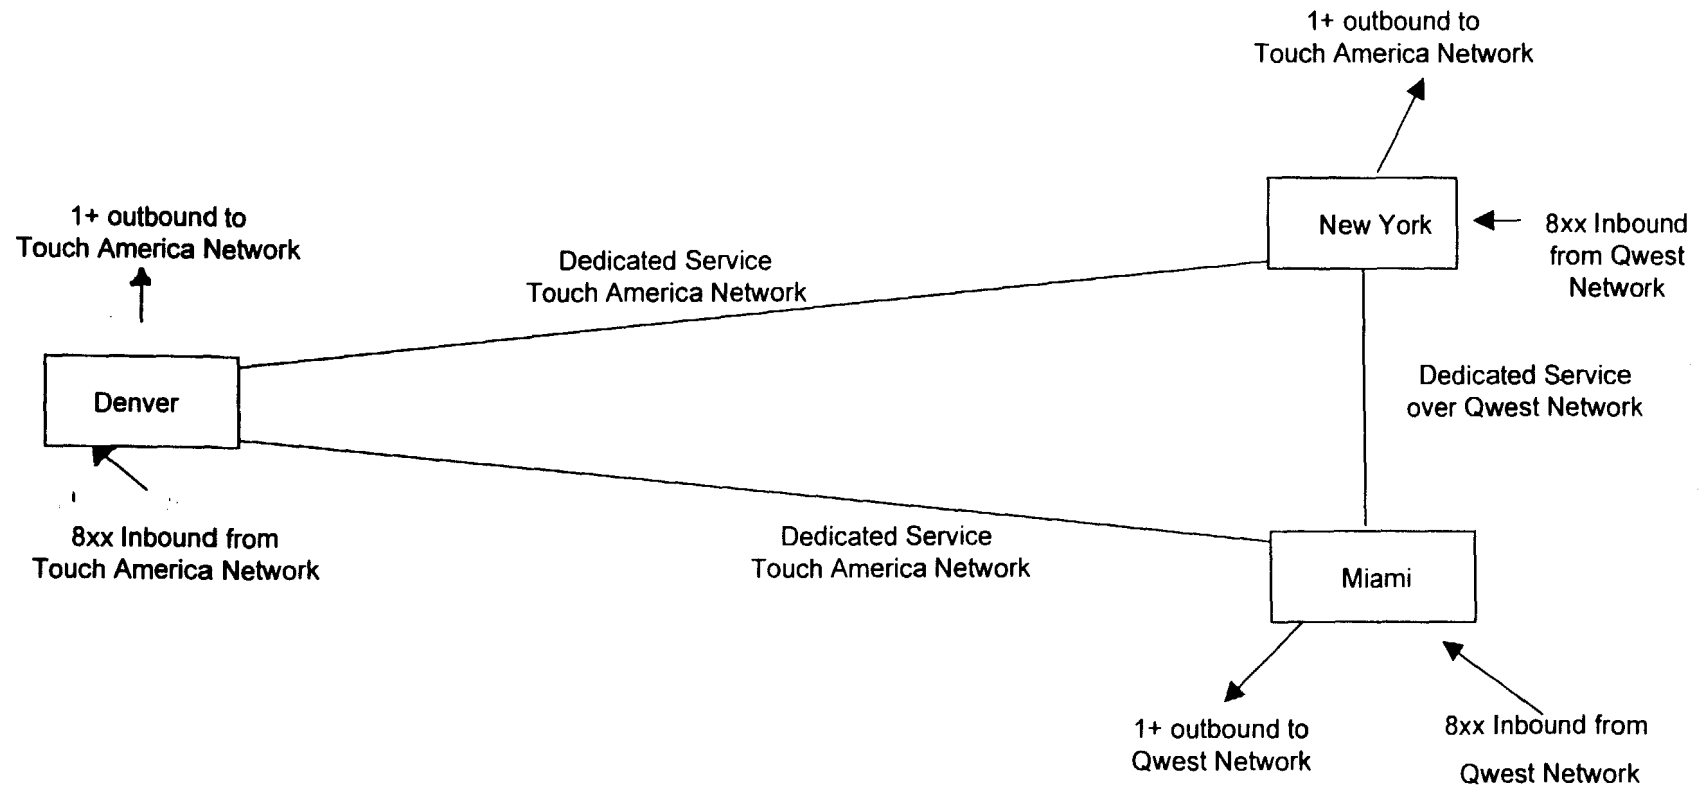 1+ outbound to
Touch America Network
New York
8xx Inbound
from Qwest
Network
1+ outbound to
Touch America Network
Dedicated Service
Touch America Network
Denver
Dedicated Service
over Qwest Network
8xx Inbound from
Touch America Network
Dedicated Service
Touch America Network
Miami
1+ outbound to
Qwest Network
8xx Inbound from
Qwest Network